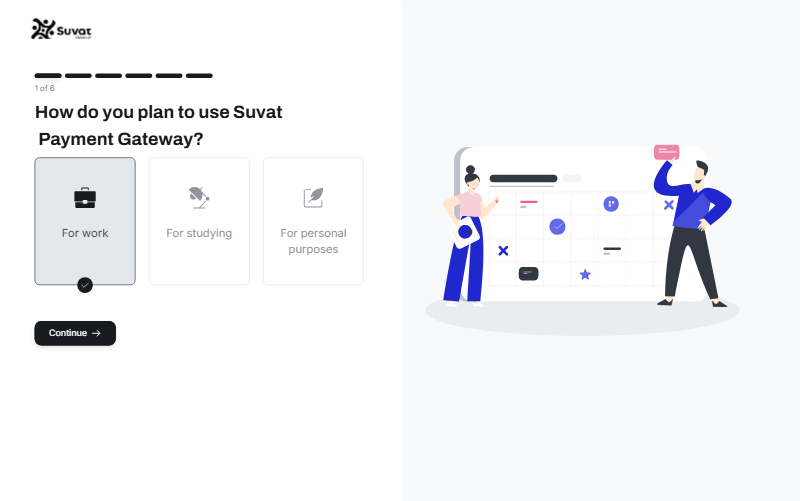 Suvat
1 of 6
How do you plan to use Suvat
Payment Gateway?
For work
For studying
For personal
purposes
Continue